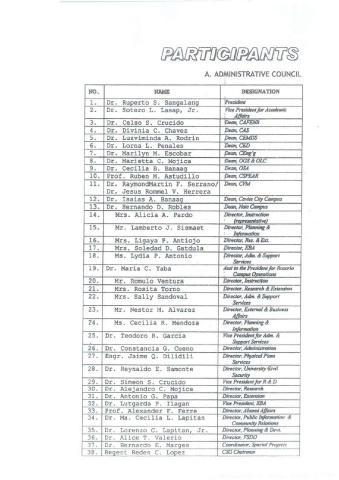 PARTICIPANTS
A. ADMINISTRATIVE COUNCIL
NO. NAME DESIGNATION
1. Dr. Ruperto S. Sangalang President
2. Dr. Sotero L. Lasap, Jr. Vice President for Academic
Affairs
3. Dr. Celso S. Crucido Dean, CAFENR
4. Dr. Divinia C. Chavez Dean, CAS
5. Dr. Luzviminda A. Rodrin Dean, CEMDS
6. Dr. Lorna L. Penales Dean, CED
7. Dr. Marilyn M. Escobar Dean, CEng'g
8. Dr. Marietta C. Mojica Dean, OGS & OLC
9. Dr. Cecilia B. Banaag Dean, OSA
10. Prof. Ruben H. Astudillo Dean, CSPEAR
11. Dr. RaymondMartin F. Serrano/ Dean, CVM
Dr. Jesus Rommel V. Herrera
12. Dr. Isaias A. Banaag Dean, Cavite City Campus
13. Dr. Hernando D. Robles Dean, Naic Campus
14. Mrs. Alicia A. Pardo Director, Instruction
(representative)
15. Mr. Lamberto J. Sismaet Director, Planning &
Information
16. Mrs. Ligaya F. Antiojo Director, Res. & Ext.
17. Mrs. Soledad D. Gatdula Director, EBA
18. Ms. Lydia P. Antonio Director, Adm. & Support
Services
19. Dr. Maria C. Yaba Asst to the President for Rosario
Campus Operations
20. Mr. Romulo Ventura Director, Instruction
21. Mrs. Rosita Torno Director, Research & Extension
22. Mrs. Sally Sandoval Director, Adm. & Support
Services
23. Mr. Nestor M. Alvarez Director, External & Business
Affairs
24. Ms. Cecilia R. Mendoza Director, Planning &
Information
25. Dr. Teodoro R. Garcia Vice President for Adm. &
Support Services
26. Dr. Constancia G. Cueno Director, Administration
27. Engr. Jaime Q. Dilidili Director, Physical Plant
Services
28. Dr. Reynaldo E. Samonte Director, University Civil
Security
29. Dr. Simeon S. Crucido Vice President for R & D
30. Dr. Alejandro C. Mojica Director, Research
31. Dr. Antonio G. Papa Director, Extension
32. Dr. Lutgarda P. Ilagan Vice President, EBA
33. Prof. Alexander F. Ferre Director, Alumni Affairs
34. Dr. Ma. Cecilia L. Lapitan Director, Public Information &
Community Relations
35. Dr. Lorenzo C. Lapitan, Jr. Director, Planning & Devt.
36. Dr. Alice T. Valerio Director, FSDO
37. Dr. Bernardo E. Marges Coordinator, Special Projects
38. Regent Redes C. Lopez CSG Chairman